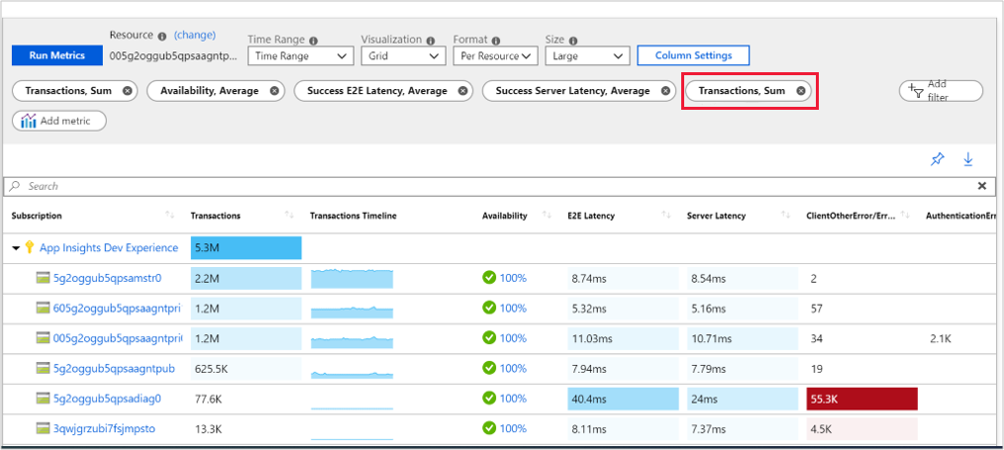 Resource (change)
Time Range Visualization Format Size
Run Metrics 005g2oggub5qpsaagntp... Time Range Grid Per Resource Large Column Settings
Transactions, Sum Availability, Average Success E2E Latency, Average Success Server Latency, Average Transactions, Sum Add filter
Add metric
Search
Subscription Transactions Transactions Timeline Availability E2E Latency Server Latency ClientOtherError/Err... AuthenticationErr
App Insights Dev Experience 5.3M
5g2oggub5qpsamstr0 2.2M 100% 8.74ms 8.54ms 2
605g2oggub5qpsaagntpri 1.2M 100% 5.32ms 5.16ms 57
005g2oggub5qpsaagntpri 1.2M 100% 11.03ms 10.71ms 34 2.1K
5g2oggub5qpsaagntpub 625.5K 100% 7.94ms 7.79ms 19
5g2oggub5qpsadiag0 77.6K 100% 40.4ms 24ms 55.3K
3qwjgrzubi7fsjmpsto 13.3K 100% 8.11ms 7.37ms 4.5K